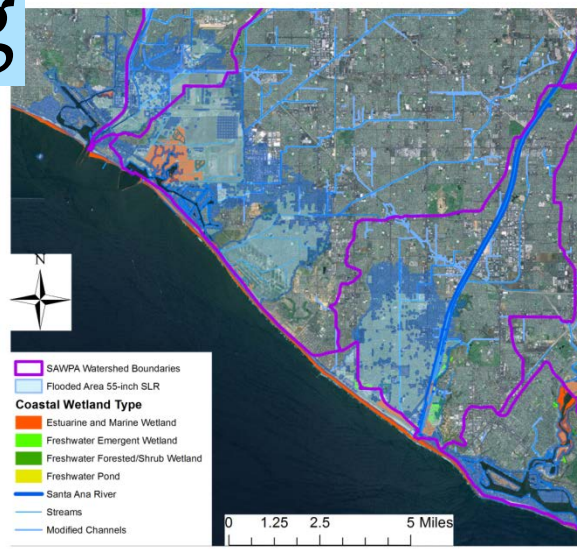 g
N
SAWPA Watershed Boundaries
Flooded Area 55-inch SLR
Coastal Wetland Type
Estuarine and Marine Wetland
Freshwater Emergent Wetland
Freshwater Forested/Shrub Wetland
Freshwater Pond
Santa Ana River
Streams
Modified Channels
0 1.25 2.5 5 Miles